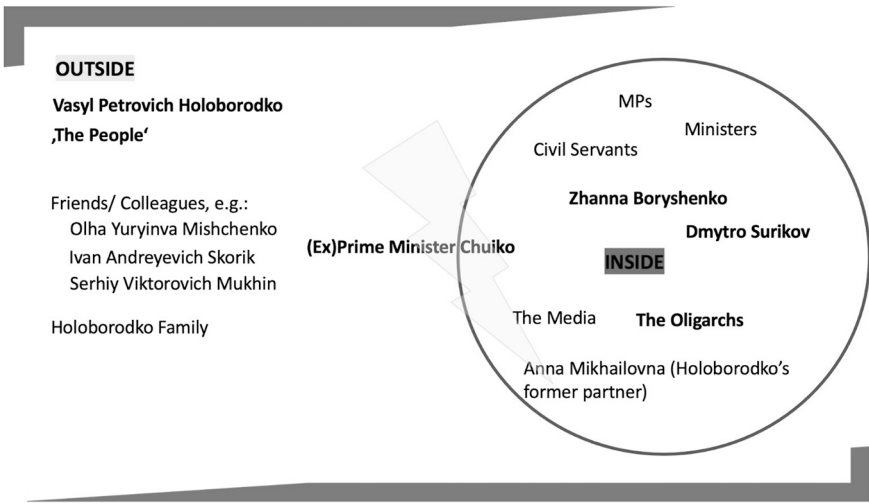 OUTSIDE
Vasyl Petrovich Holoborodko
‚The People‘
Friends/ Colleagues, e.g.:
Olha Yuryinva Mishchenko
Ivan Andreyevich Skorik
Serhiy Viktorovich Mukhin
Holoborodko Family
(Ex)Prime Minister Chuiko
MPs
Ministers
Civil Servants
Zhanna Boryshenko
Dmytro Surikov
INSIDE
The Media
The Oligarchs
Anna Mikhailovna (Holoborodko’s
former partner)